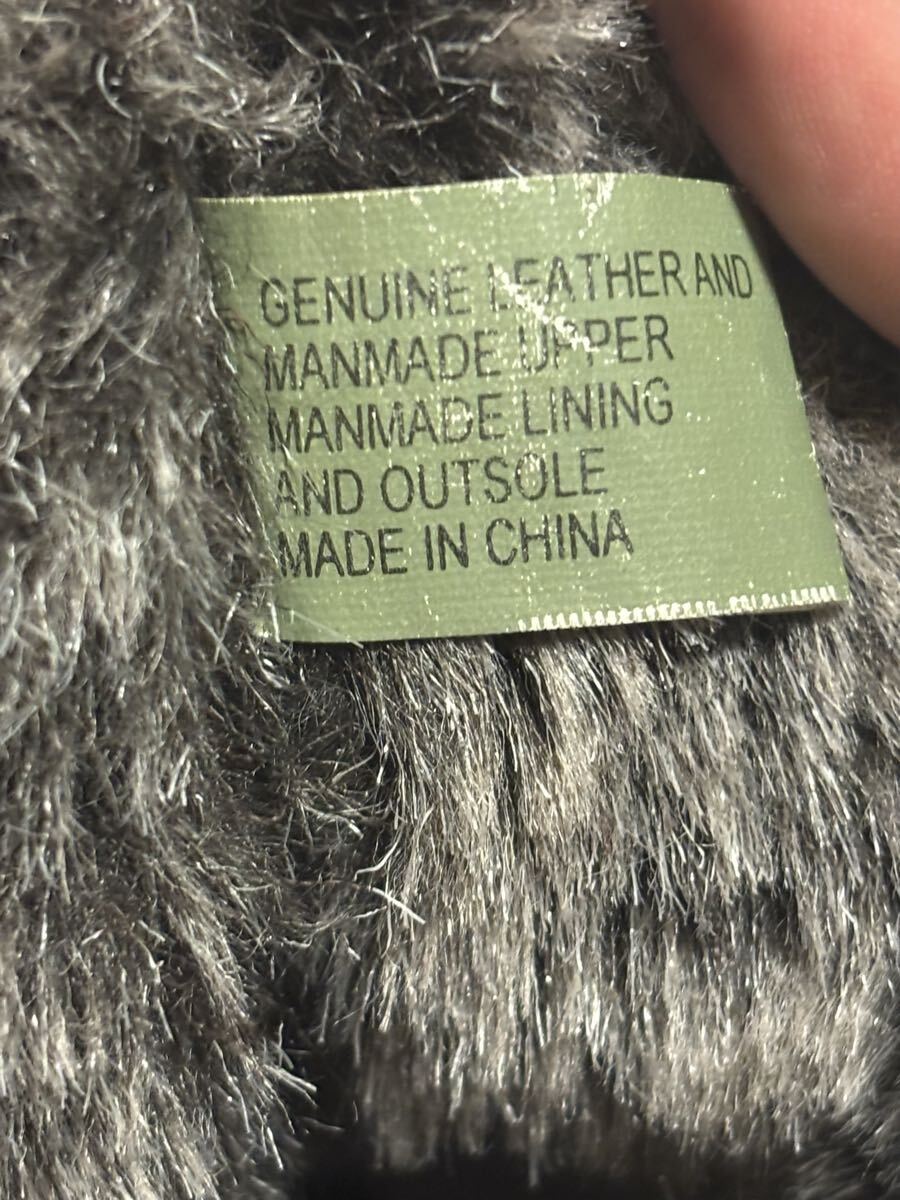 GENUINE LEATHER AND
MANMADE UPPER
MANMADE LINING
AND OUTSOLE
MADE IN CHINA